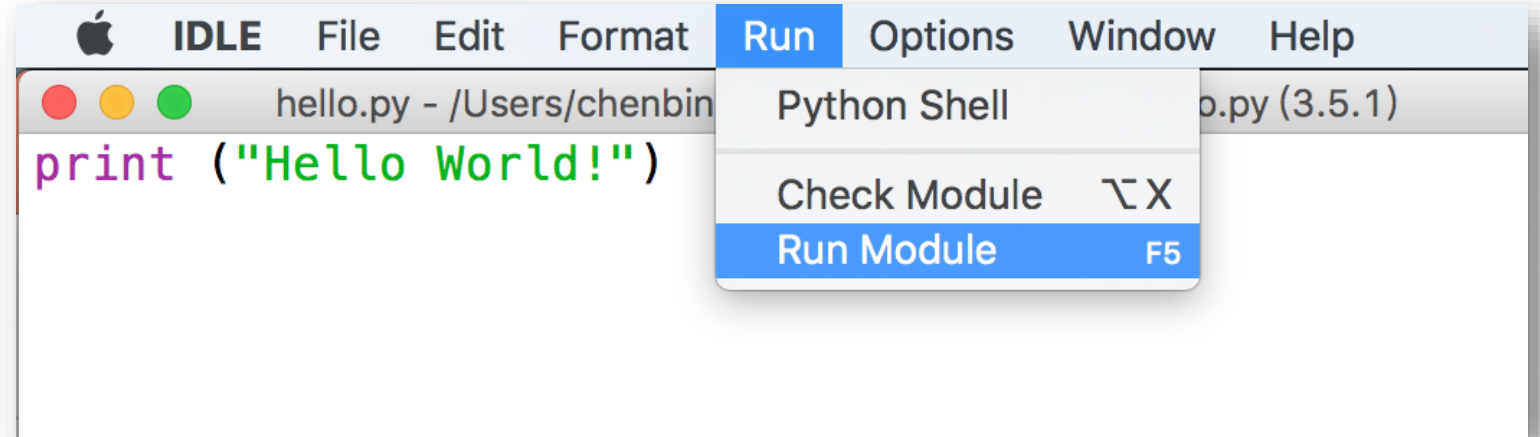 IDLE File Edit Format Run Options Window Help
hello.py - /Users/chenbin o.py (3.5.1)
print ("Hello World!")
Python Shell
Check Module ⌥X
Run Module F5